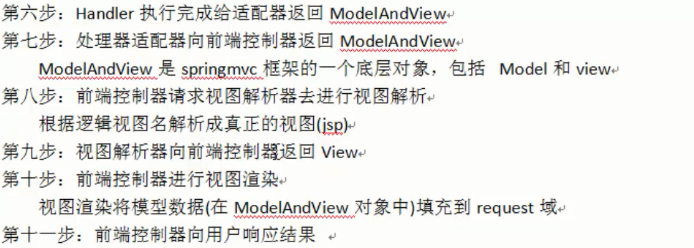 第六步：Handler 执行完成给适配器返回 ModelAndView
第七步：处理器适配器向前端控制器返回 ModelAndView
ModelAndView 是 springmvc 框架的一个底层对象，包括 Model 和 view
第八步：前端控制器请求视图解析器去进行视图解析
根据逻辑视图名解析成真正的视图(jsp)
第九步：视图解析器向前端控制器返回 View
第十步：前端控制器进行视图渲染
视图渲染将模型数据(在 ModelAndView 对象中)填充到 request 域
第十一步：前端控制器向用户响应结果